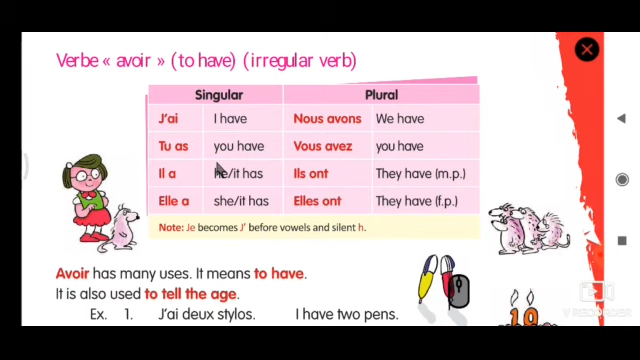 Verbe « avoir » (to have) (irregular verb)
Singular Plural
J'ai I have Nous avons We have
Tu as you have Vous avez you have
Il a he/it has Ils ont They have (m.p.)
Elle a she/it has Elles ont They have (f.p.)
Note: Je becomes J' before vowels and silent h.
Avoir has many uses. It means to have.
It is also used to tell the age.
Ex. 1. J'ai deux stylos. I have two pens.
19
V RECORDER